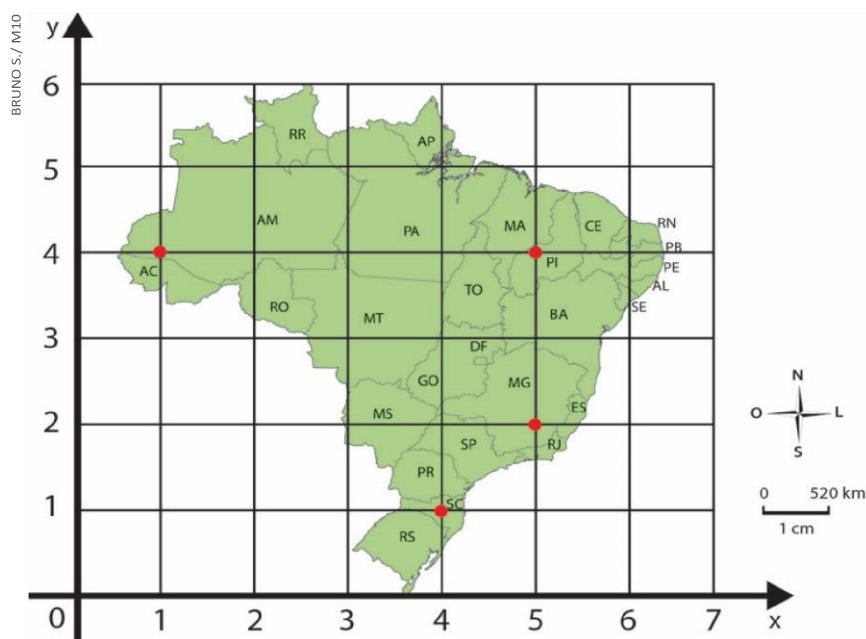 BRUNO S./ M10
y
6
5
4
3
2
1
0
1 2 3 4 5 6 7
x
RR
AP
AM
PA
MA
CE
RN
PB
PE
AL
SE
PI
AC
TO
RO
MT
BA
DF
GO
MG
ES
MS
SP
RJ
PR
SC
RS
N
O L
S
0 520 km
1 cm